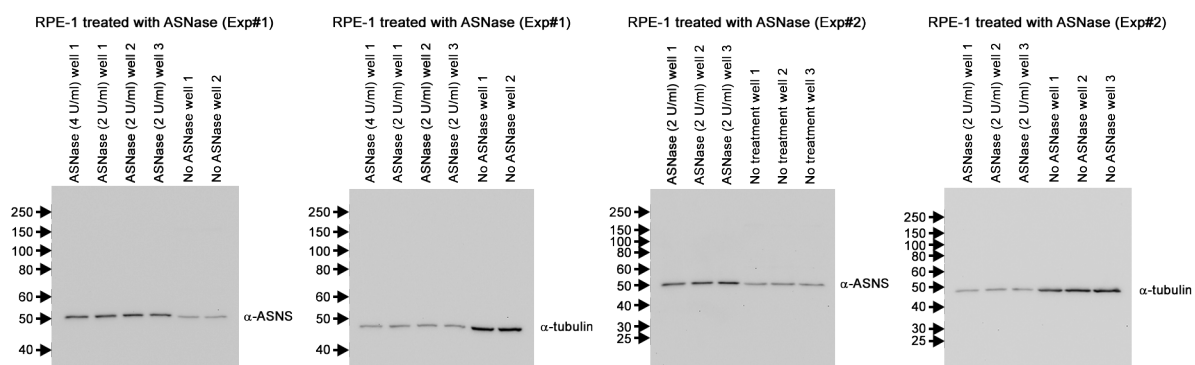 RPE-1 treated with ASNase (Exp#1)
ASNase (4 U/ml) well 1
ASNase (2 U/ml) well 1
ASNase (2 U/ml) well 2
ASNase (2 U/ml) well 3
No ASNase well 1
No ASNase well 2
250
150
100
80
60
50
40
α-ASNS
RPE-1 treated with ASNase (Exp#1)
ASNase (4 U/ml) well 1
ASNase (2 U/ml) well 1
ASNase (2 U/ml) well 2
ASNase (2 U/ml) well 3
No ASNase well 1
No ASNase well 2
250
150
100
80
60
50
40
α-tubulin
RPE-1 treated with ASNase (Exp#2)
ASNase (2 U/ml) well 1
ASNase (2 U/ml) well 2
ASNase (2 U/ml) well 3
No treatment well 1
No treatment well 2
No treatment well 3
250
150
100
80
60
50
40
30
25
α-ASNS
RPE-1 treated with ASNase (Exp#2)
ASNase (2 U/ml) well 1
ASNase (2 U/ml) well 2
ASNase (2 U/ml) well 3
No ASNase well 1
No ASNase well 2
No ASNase well 3
250
150
100
80
60
50
40
30
25
α-tubulin